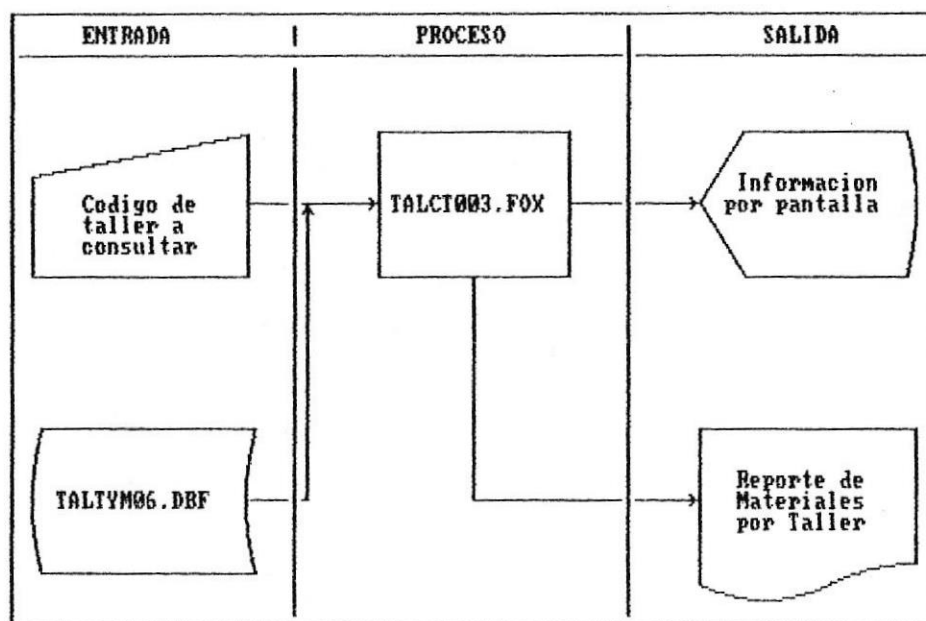 ENTRADA
PROCESO
SALIDA
Codigo de
taller a
consultar
TALCT003.FOX
Informacion
por pantalla
TALTYM06.DBF
Reporte de
Materiales
por Taller